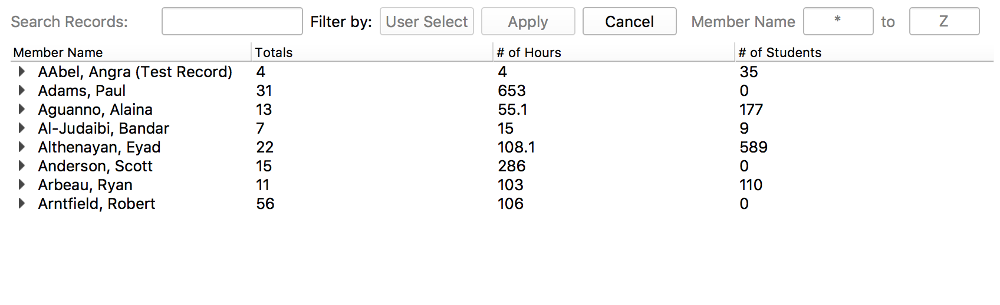 Search Records: Filter by: User Select Apply Cancel Member Name * to Z
Member Name Totals # of Hours # of Students
AAbel, Angra (Test Record) 4 4 35
Adams, Paul 31 653 0
Aguanno, Alaina 13 55.1 177
Al-Judaibi, Bandar 7 15 9
Althenayan, Eyad 22 108.1 589
Anderson, Scott 15 286 0
Arbeau, Ryan 11 103 110
Arntfield, Robert 56 106 0